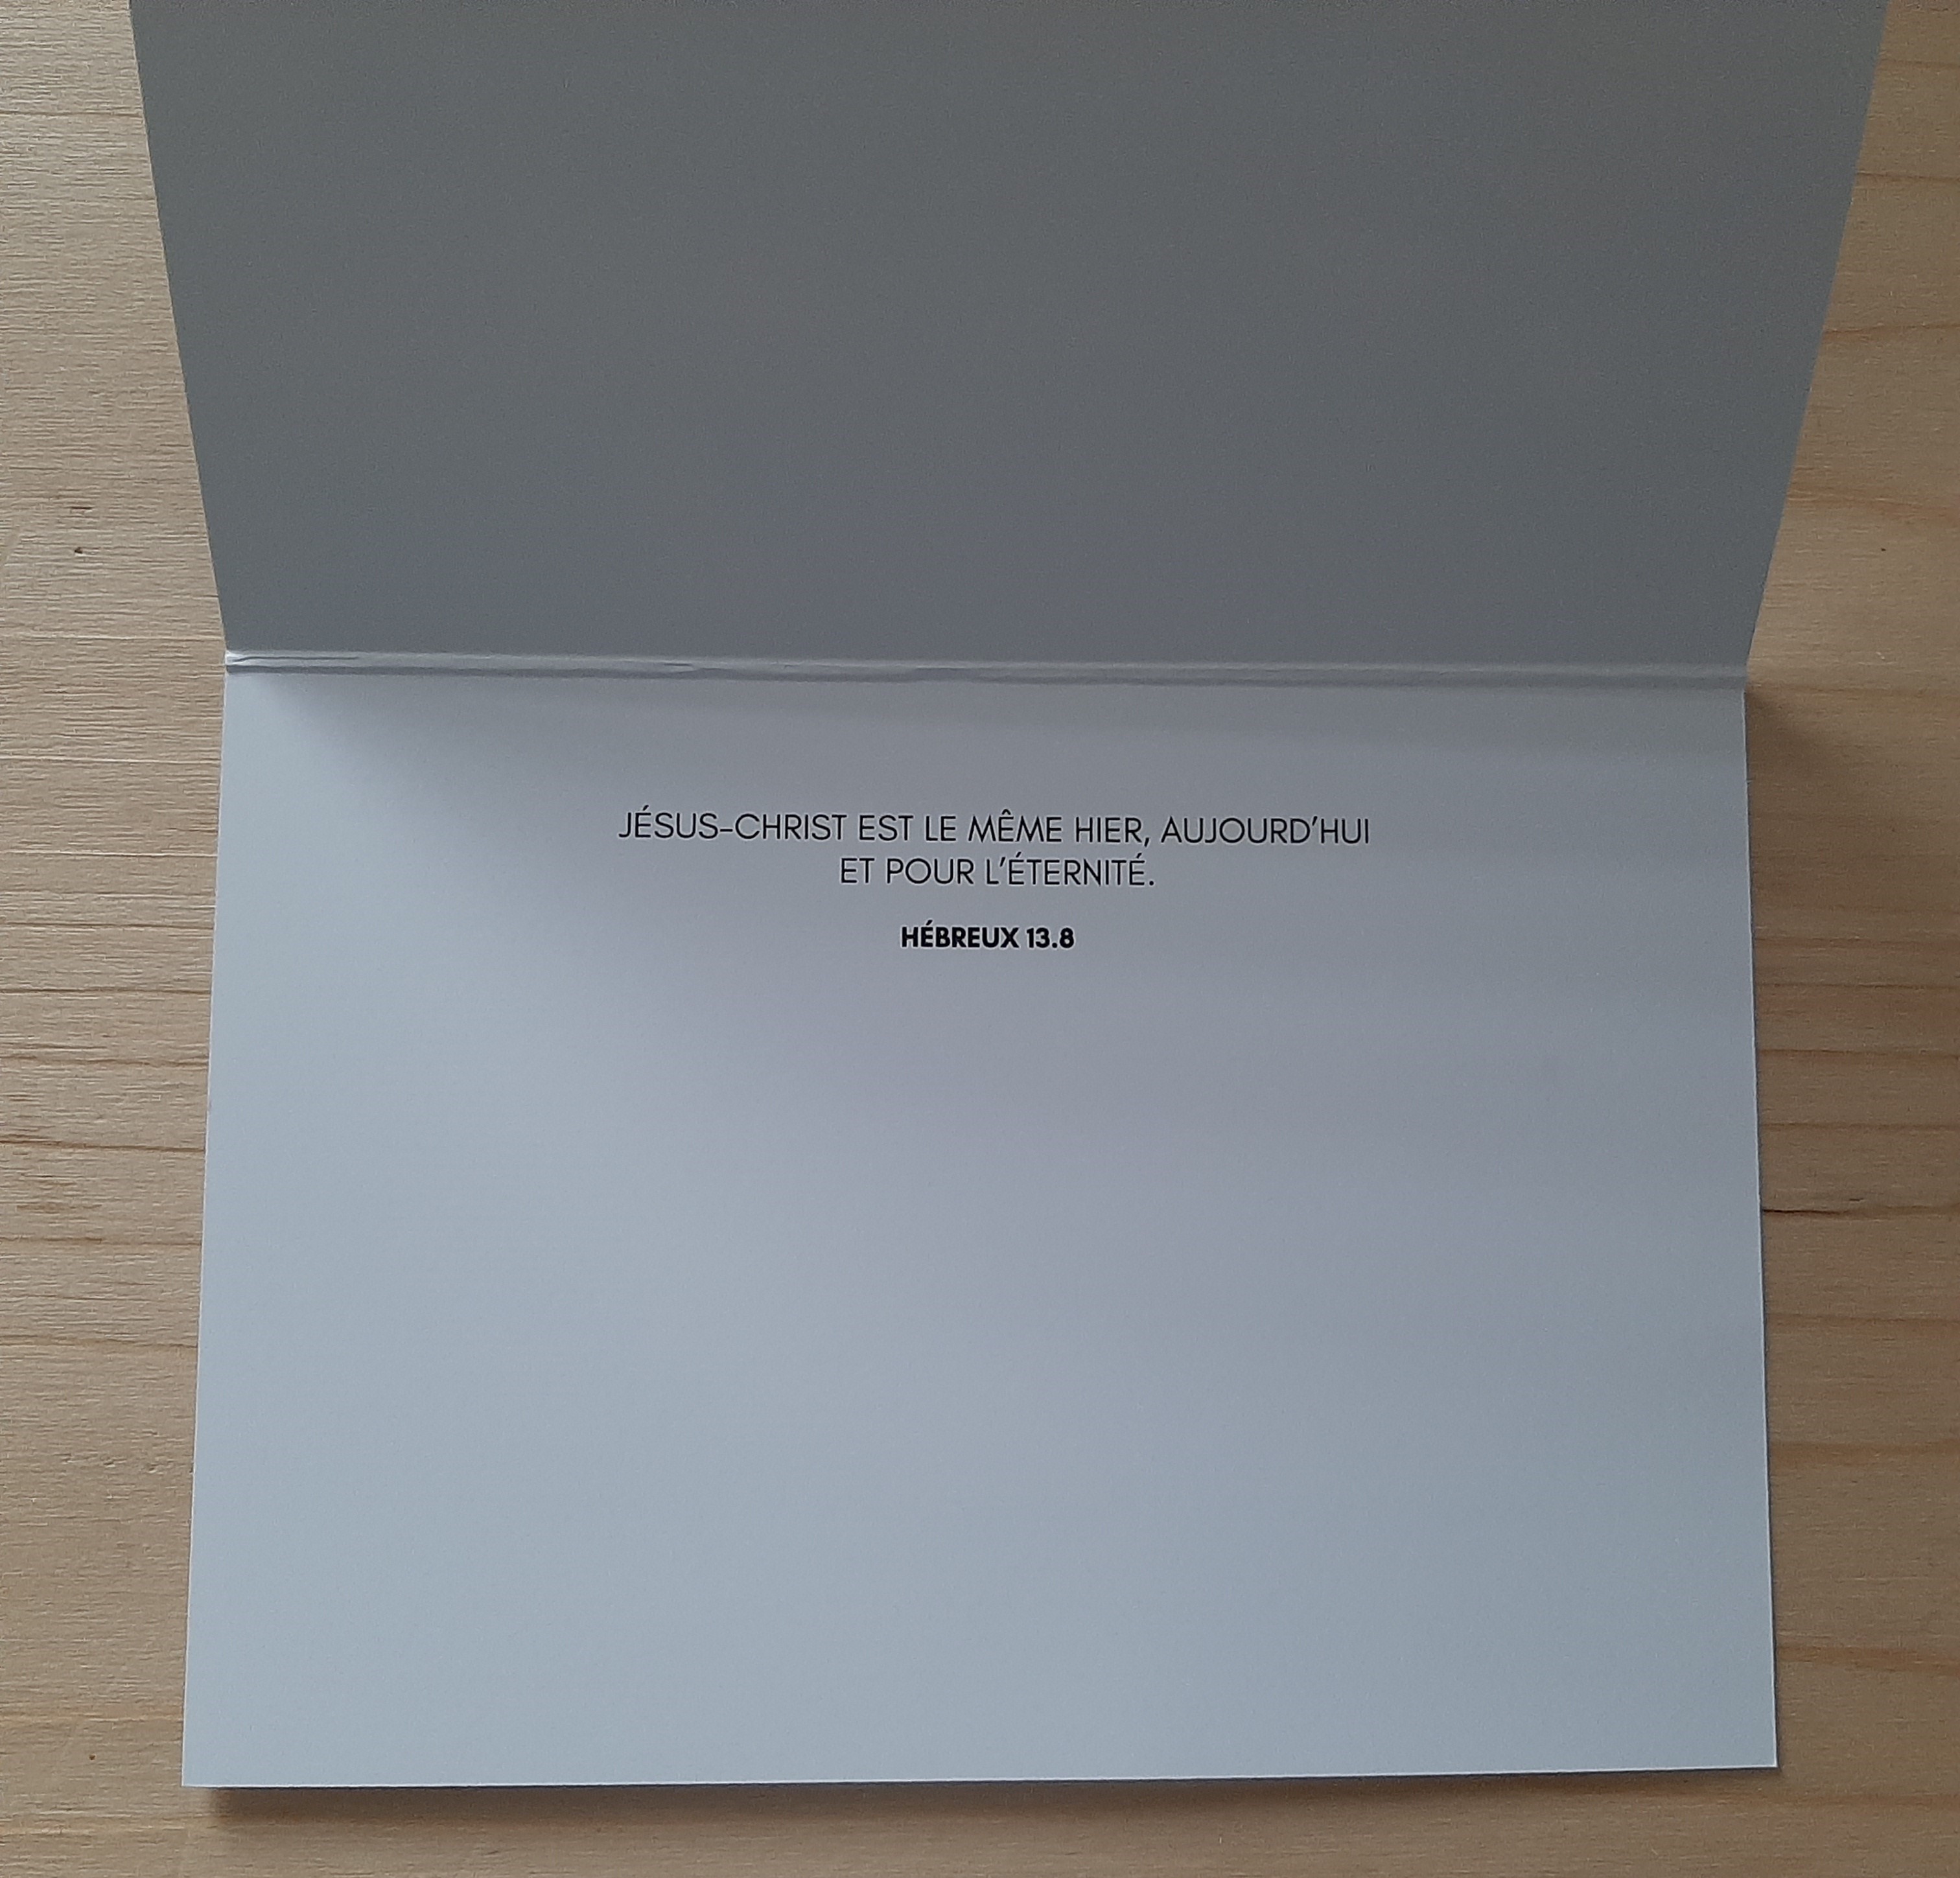 JÉSUS-CHRIST EST LE MÊME HIER, AUJOURD'HUI
ET POUR L'ÉTERNITÉ.
HÉBREUX 13.8